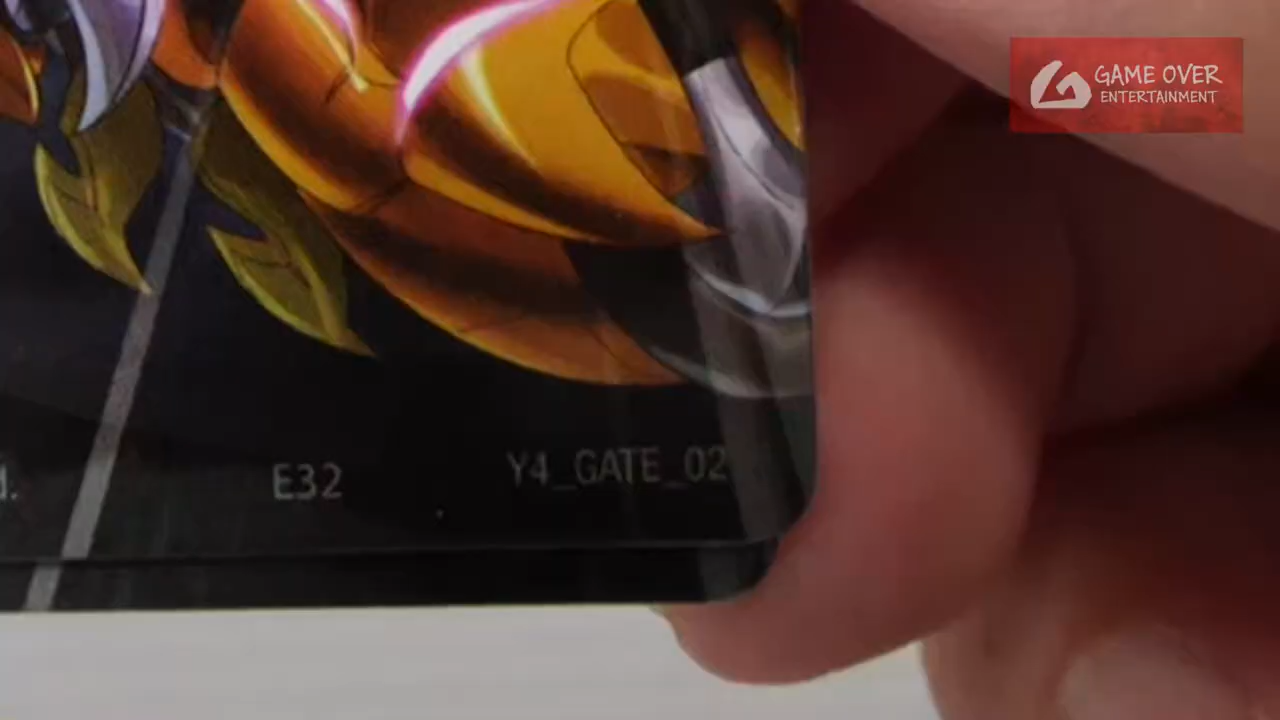 GAME OVER
ENTERTAINMENT
d.
E32
Y4_GATE_02